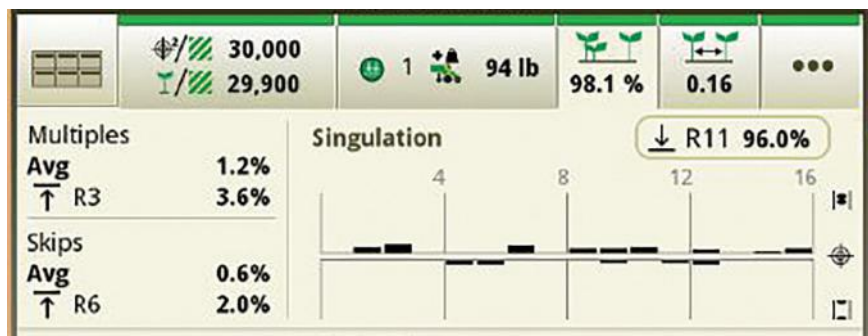 30,000
29,900
1
94 lb
98.1 %
0.16
Multiples
Avg 1.2%
R3 3.6%
Skips
Avg 0.6%
R6 2.0%
Singulation
R11 96.0%
4 8 12 16